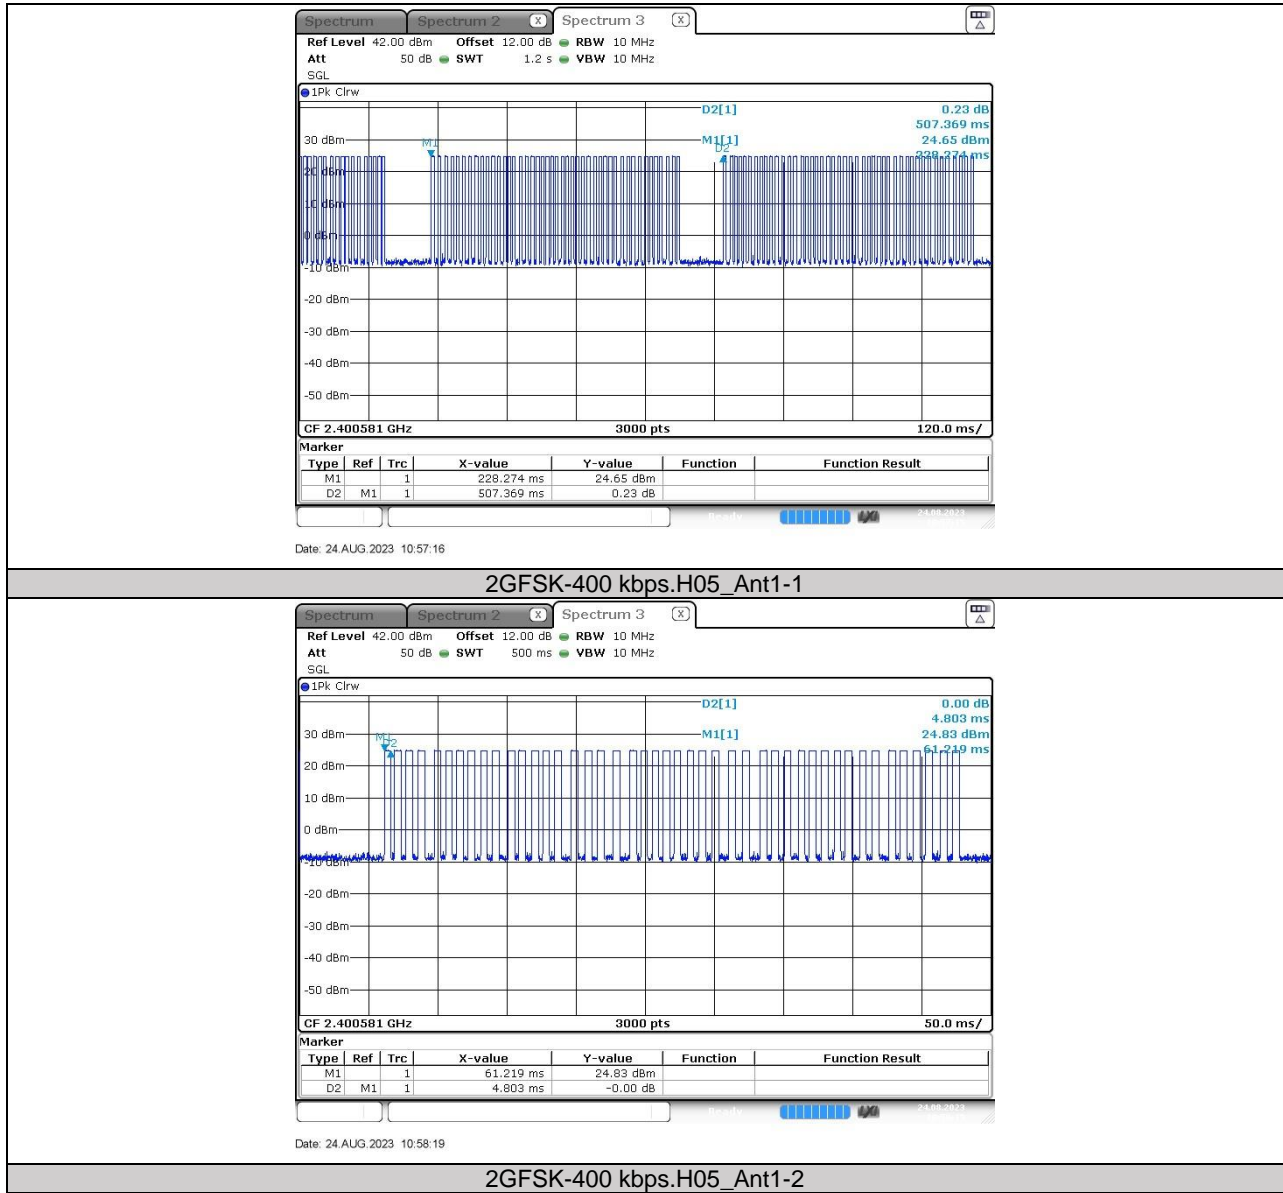 Spectrum Spectrum 2 X Spectrum 3 X
Ref Level 42.00 dBm Offset 12.00 dB RBW 10 MHz
Att 50 dB SWT 1.2 s VBW 10 MHz
SGL
1Pk Clrw
D2[1] 0.23 dB
507.369 ms
30 dBm M1 M1[1] 24.65 dBm
D2 228.274 ms
20 dBm
10 dBm
0 dBm
-10 dBm
-20 dBm
-30 dBm
-40 dBm
-50 dBm
CF 2.400581 GHz 3000 pts 120.0 ms/
Marker
Type Ref Trc X-value Y-value Function Function Result
M1 1 228.274 ms 24.65 dBm
D2 M1 1 507.369 ms 0.23 dB
Ready 24.08.2023
Date: 24.AUG.2023 10:57:16
2GFSK-400 kbps.H05_Ant1-1
Spectrum Spectrum 2 X Spectrum 3 X
Ref Level 42.00 dBm Offset 12.00 dB RBW 10 MHz
Att 50 dB SWT 500 ms VBW 10 MHz
SGL
1Pk Clrw
D2[1] 0.00 dB
4.803 ms
30 dBm M1 D2 M1[1] 24.83 dBm
61.219 ms
20 dBm
10 dBm
0 dBm
-10 dBm
-20 dBm
-30 dBm
-40 dBm
-50 dBm
CF 2.400581 GHz 3000 pts 50.0 ms/
Marker
Type Ref Trc X-value Y-value Function Function Result
M1 1 61.219 ms 24.83 dBm
D2 M1 1 4.803 ms -0.00 dB
Ready 24.08.2023
Date: 24.AUG.2023 10:58:19
2GFSK-400 kbps.H05_Ant1-2